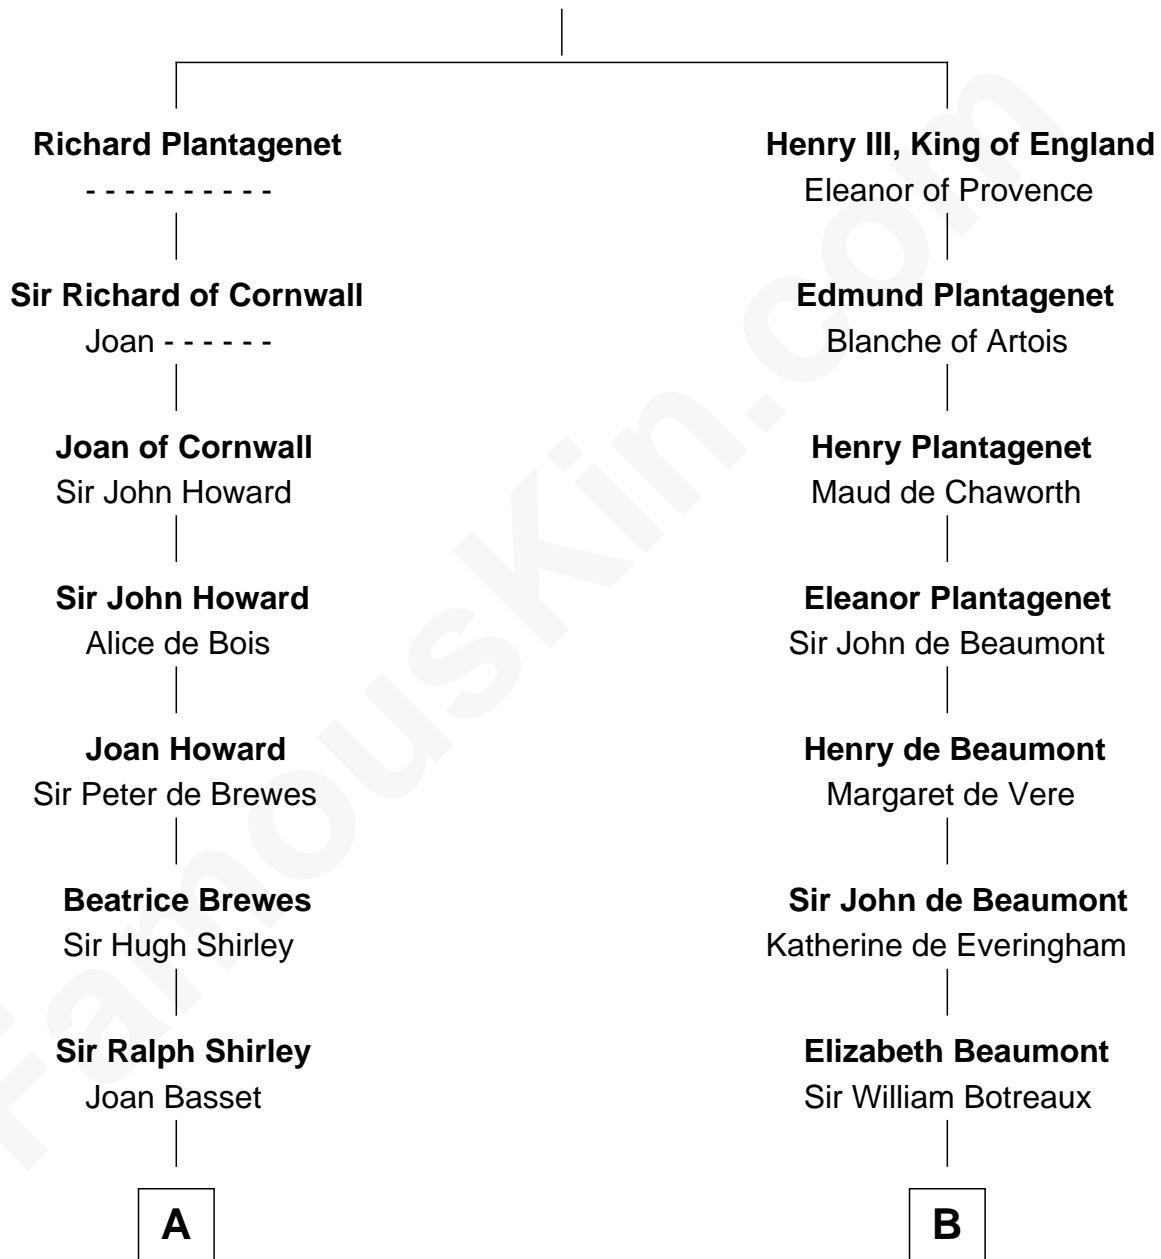 Richard Plantagenet
- - - - - - - - - -
Sir Richard of Cornwall
Joan - - - - - -
Joan of Cornwall
Sir John Howard
Sir John Howard
Alice de Bois
Joan Howard
Sir Peter de Brewes
Beatrice Brewes
Sir Hugh Shirley
Sir Ralph Shirley
Joan Basset
A
Henry III, King of England
Eleanor of Provence
Edmund Plantagenet
Blanche of Artois
Henry Plantagenet
Maud de Chaworth
Eleanor Plantagenet
Sir John de Beaumont
Henry de Beaumont
Margaret de Vere
Sir John de Beaumont
Katherine de Everingham
Elizabeth Beaumont
Sir William Botreaux
B
FamousKin.com